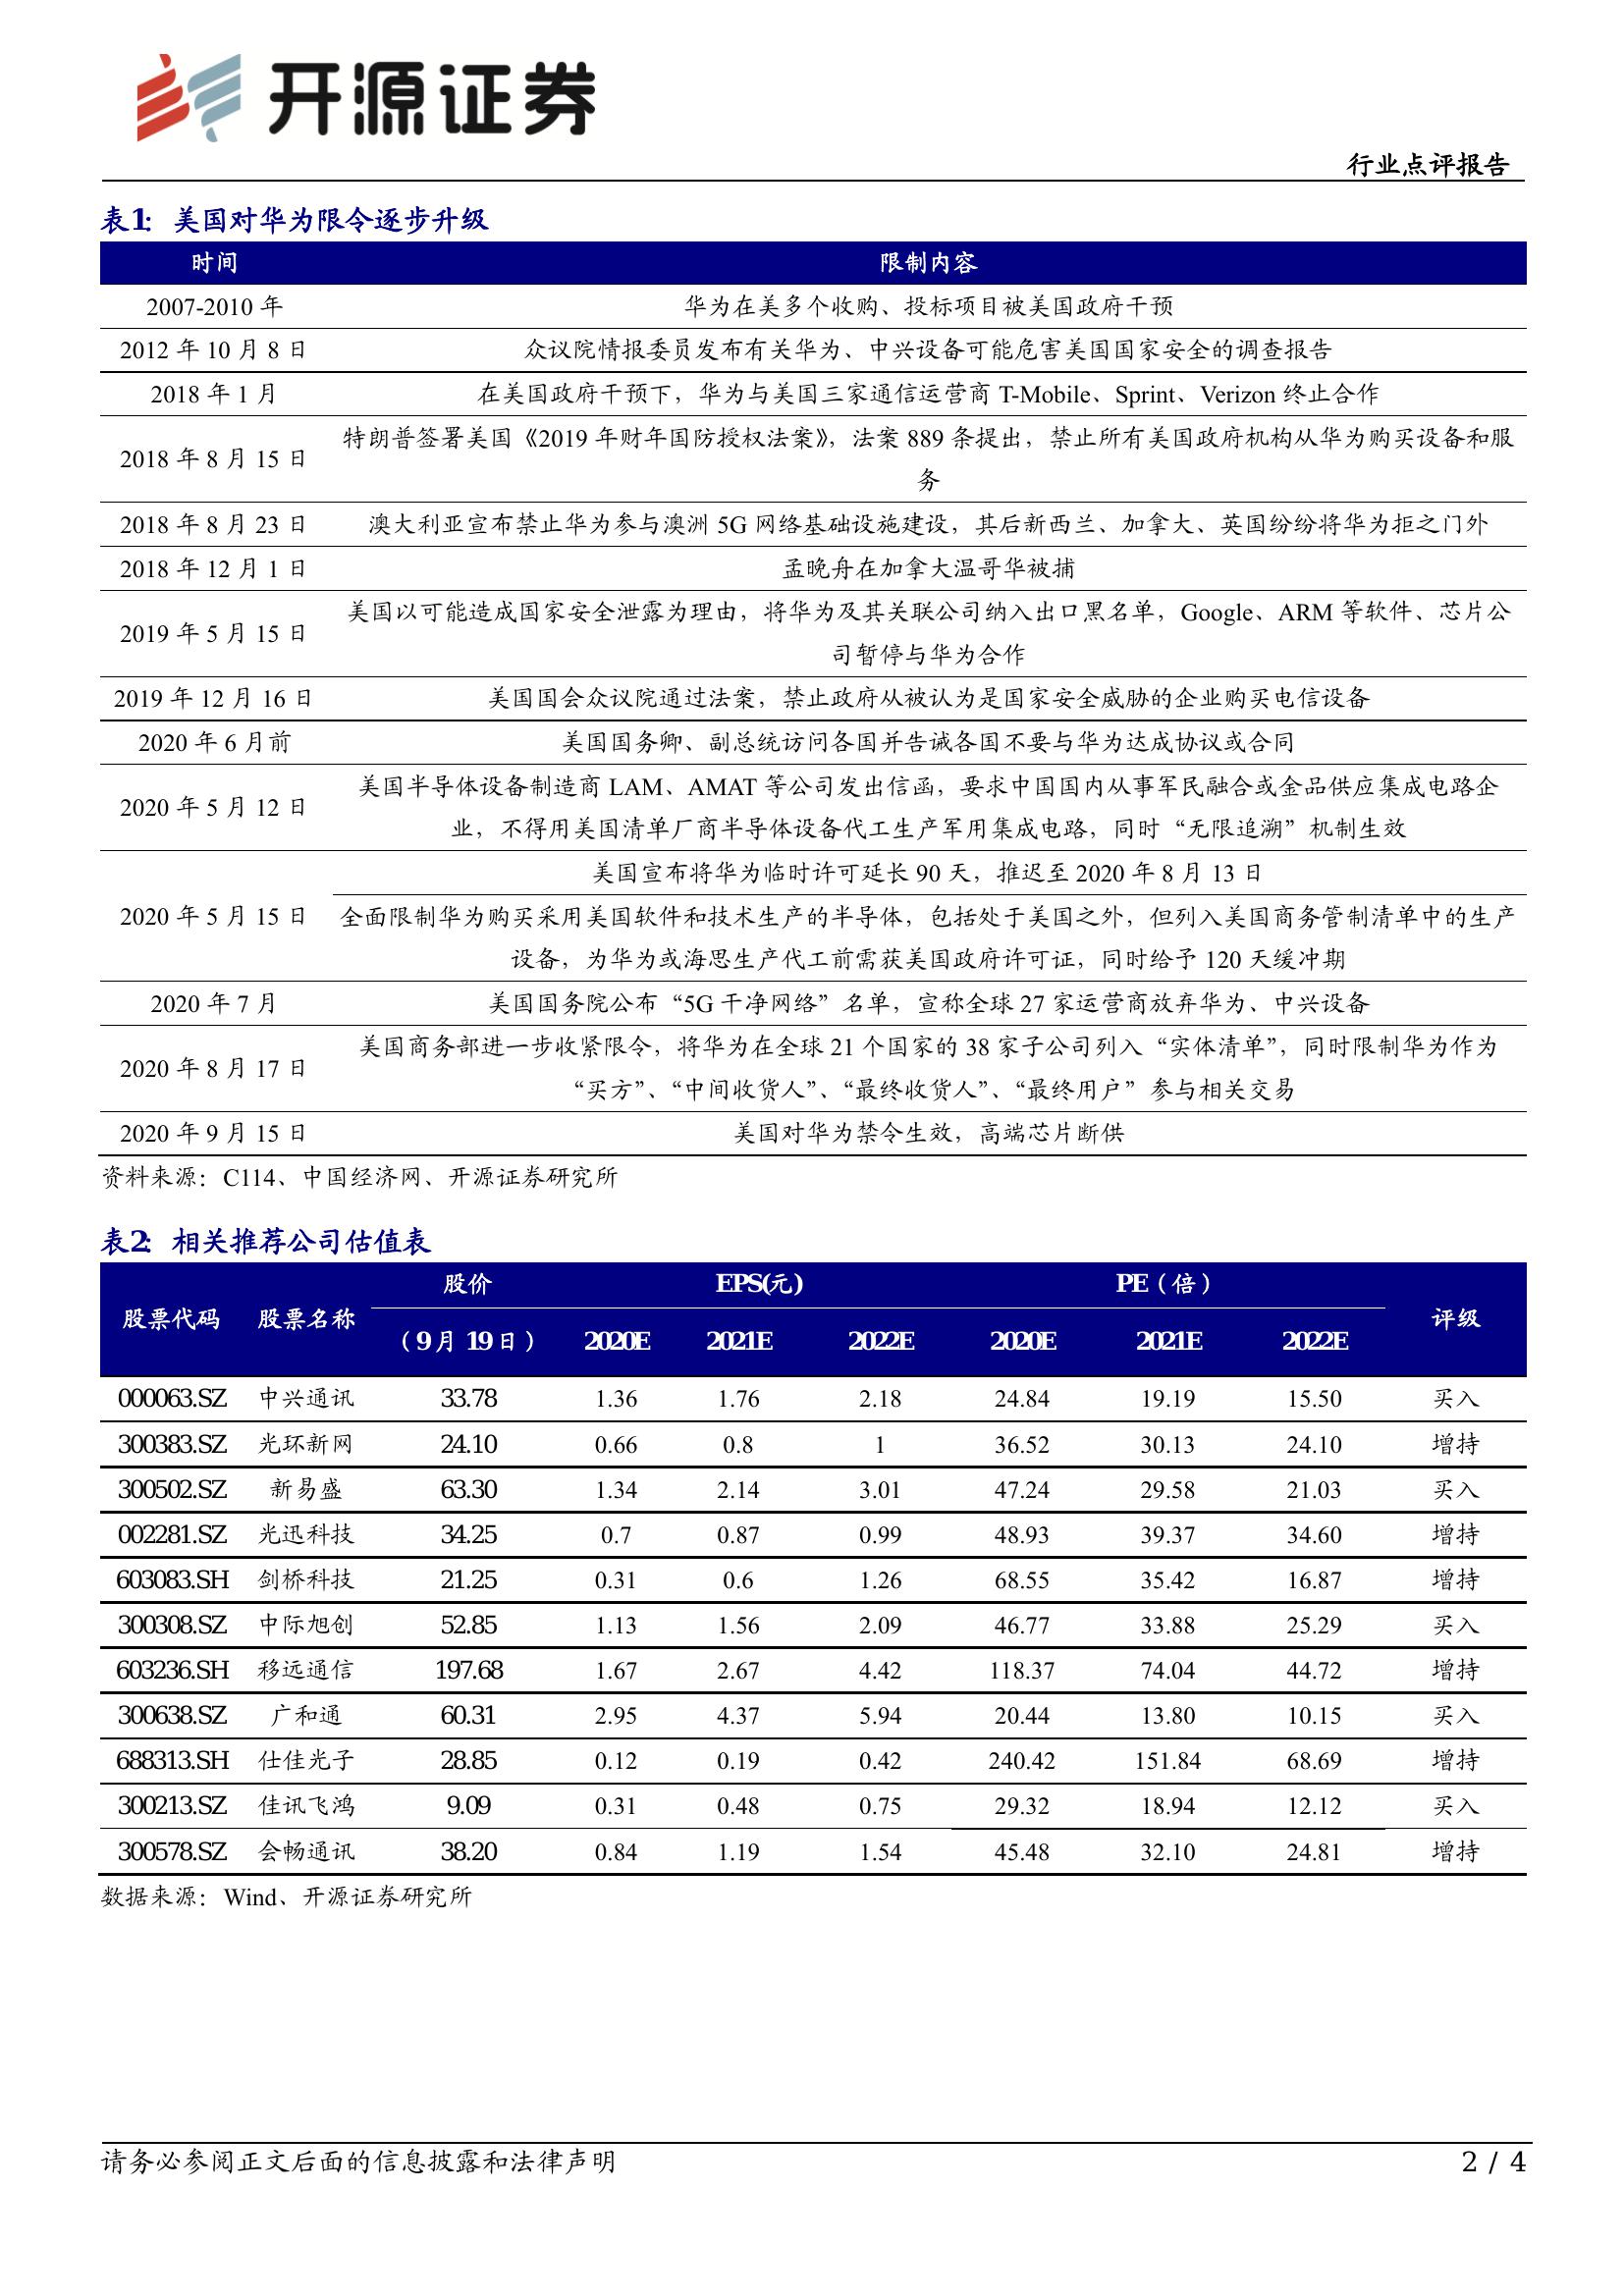 开源证券
行业点评报告
表1：美国对华为限令逐步升级
时间 限制内容
2007-2010 年 华为在美多个收购、投标项目被美国政府干预
2012 年 10 月 8 日 众议院情报委员发布有关华为、中兴设备可能危害美国国家安全的调查报告
2018 年 1 月 在美国政府干预下，华为与美国三家通信运营商 T-Mobile、Sprint、Verizon 终止合作
2018 年 8 月 15 日 特朗普签署美国《2019 年财年国防授权法案》，法案 889 条提出，禁止所有美国政府机构从华为购买设备和服
务
2018 年 8 月 23 日 澳大利亚宣布禁止华为参与澳洲 5G 网络基础设施建设，其后新西兰、加拿大、英国纷纷将华为拒之门外
2018 年 12 月 1 日 孟晚舟在加拿大温哥华被捕
2019 年 5 月 15 日 美国以可能造成国家安全泄露为理由，将华为及其关联公司纳入出口黑名单，Google、ARM 等软件、芯片公
司暂停与华为合作
2019 年 12 月 16 日 美国国会众议院通过法案，禁止政府从被认为是国家安全威胁的企业购买电信设备
2020 年 6 月前 美国国务卿、副总统访问各国并告诫各国不要与华为达成协议或合同
2020 年 5 月 12 日 美国半导体设备制造商 LAM、AMAT 等公司发出信函，要求中国国内从事军民融合或金品供应集成电路企
业，不得用美国清单厂商半导体设备代工生产军用集成电路，同时“无限追溯”机制生效
2020 年 5 月 15 日 美国宣布将华为临时许可延长 90 天，推迟至 2020 年 8 月 13 日
全面限制华为购买采用美国软件和技术生产的半导体，包括处于美国之外，但列入美国商务管制清单中的生产
设备，为华为或海思生产代工前需获美国政府许可证，同时给予 120 天缓冲期
2020 年 7 月 美国国务院公布“5G 干净网络”名单，宣称全球 27 家运营商放弃华为、中兴设备
2020 年 8 月 17 日 美国商务部进一步收紧限令，将华为在全球 21 个国家的 38 家子公司列入“实体清单”，同时限制华为作为
“买方”、“中间收货人”、“最终收货人”、“最终用户”参与相关交易
2020 年 9 月 15 日 美国对华为禁令生效，高端芯片断供
资料来源：C114、中国经济网、开源证券研究所
表2：相关推荐公司估值表
股票代码 股票名称 股价 EPS(元) PE（倍） 评级
（9月19日） 2020E 2021E 2022E 2020E 2021E 2022E
000063.SZ 中兴通讯 33.78 1.36 1.76 2.18 24.84 19.19 15.50 买入
300383.SZ 光环新网 24.10 0.66 0.8 1 36.52 30.13 24.10 增持
300502.SZ 新易盛 63.30 1.34 2.14 3.01 47.24 29.58 21.03 买入
002281.SZ 光迅科技 34.25 0.7 0.87 0.99 48.93 39.37 34.60 增持
603083.SH 剑桥科技 21.25 0.31 0.6 1.26 68.55 35.42 16.87 增持
300308.SZ 中际旭创 52.85 1.13 1.56 2.09 46.77 33.88 25.29 买入
603236.SH 移远通信 197.68 1.67 2.67 4.42 118.37 74.04 44.72 增持
300638.SZ 广和通 60.31 2.95 4.37 5.94 20.44 13.80 10.15 买入
688313.SH 仕佳光子 28.85 0.12 0.19 0.42 240.42 151.84 68.69 增持
300213.SZ 佳讯飞鸿 9.09 0.31 0.48 0.75 29.32 18.94 12.12 买入
300578.SZ 会畅通讯 38.20 0.84 1.19 1.54 45.48 32.10 24.81 增持
数据来源：Wind、开源证券研究所
请务必参阅正文后面的信息披露和法律声明 2 / 4